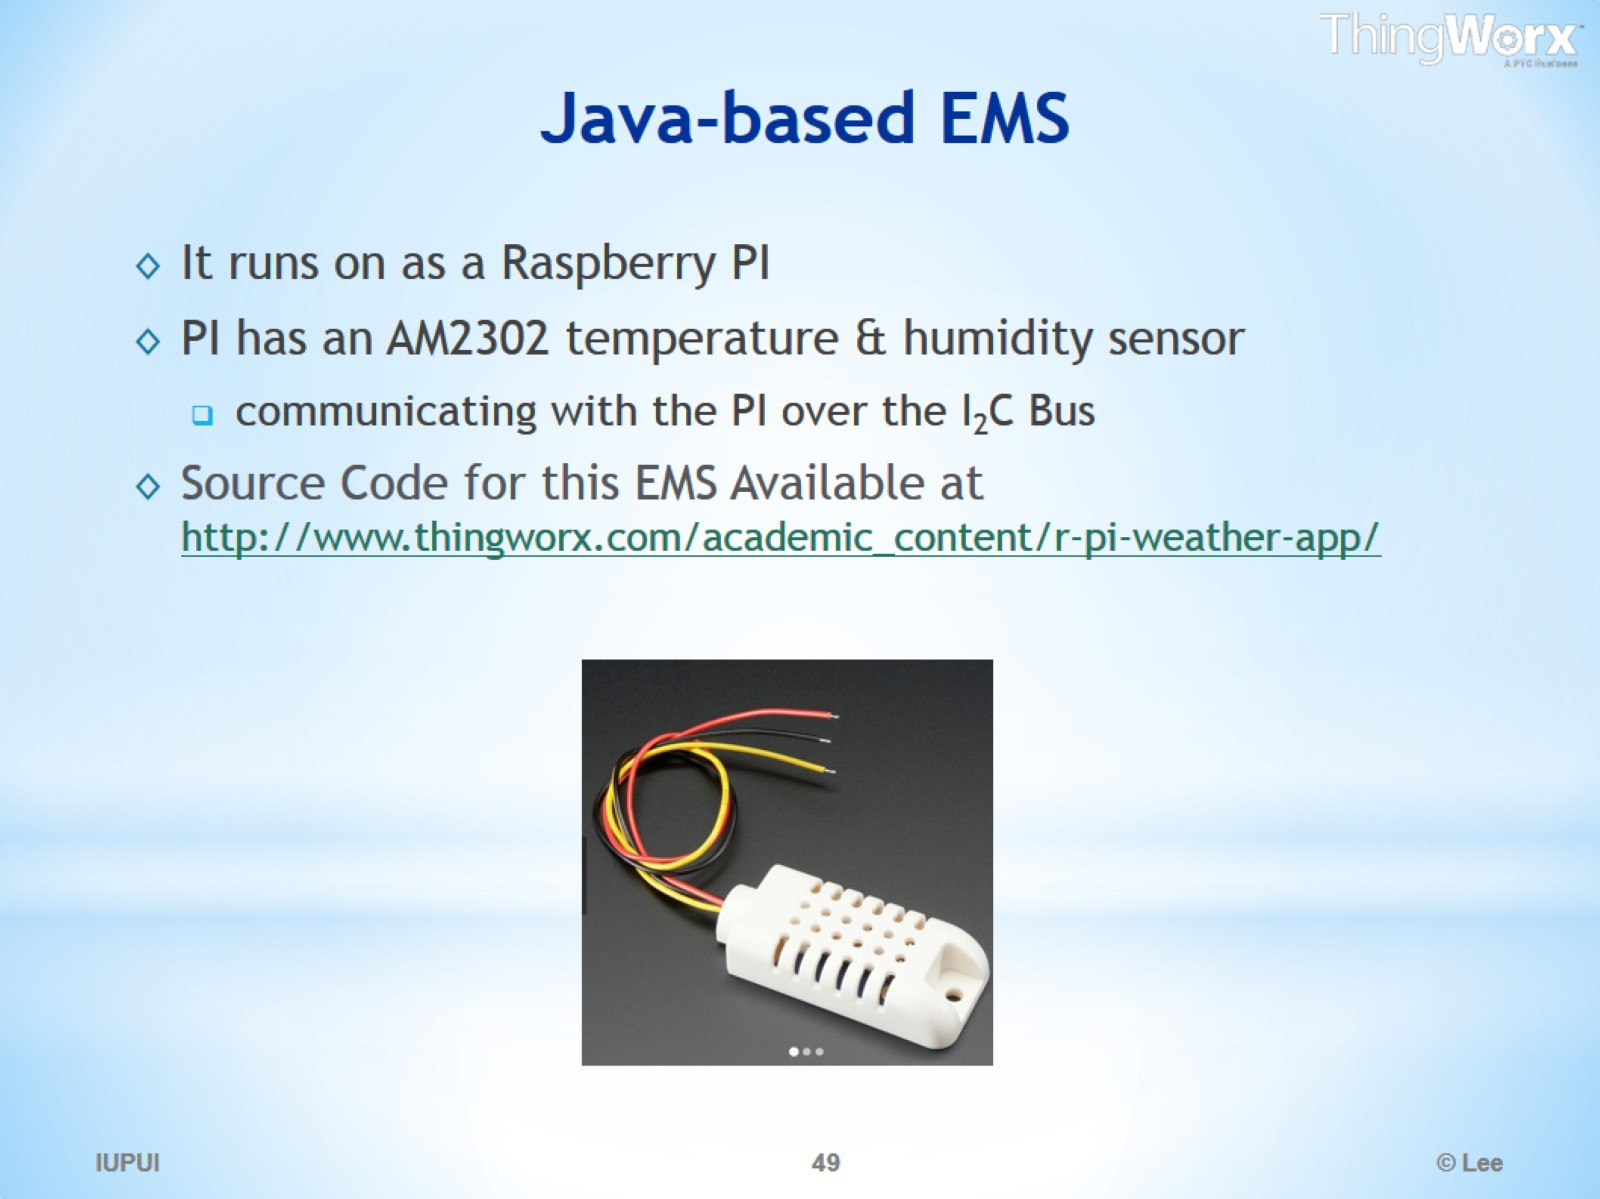 ThingWorx
A PTC Business
Java-based EMS
It runs on as a Raspberry PI
PI has an AM2302 temperature & humidity sensor
communicating with the PI over the I₂C Bus
Source Code for this EMS Available at
http://www.thingworx.com/academic_content/r-pi-weather-app/
IUPUI
49
© Lee